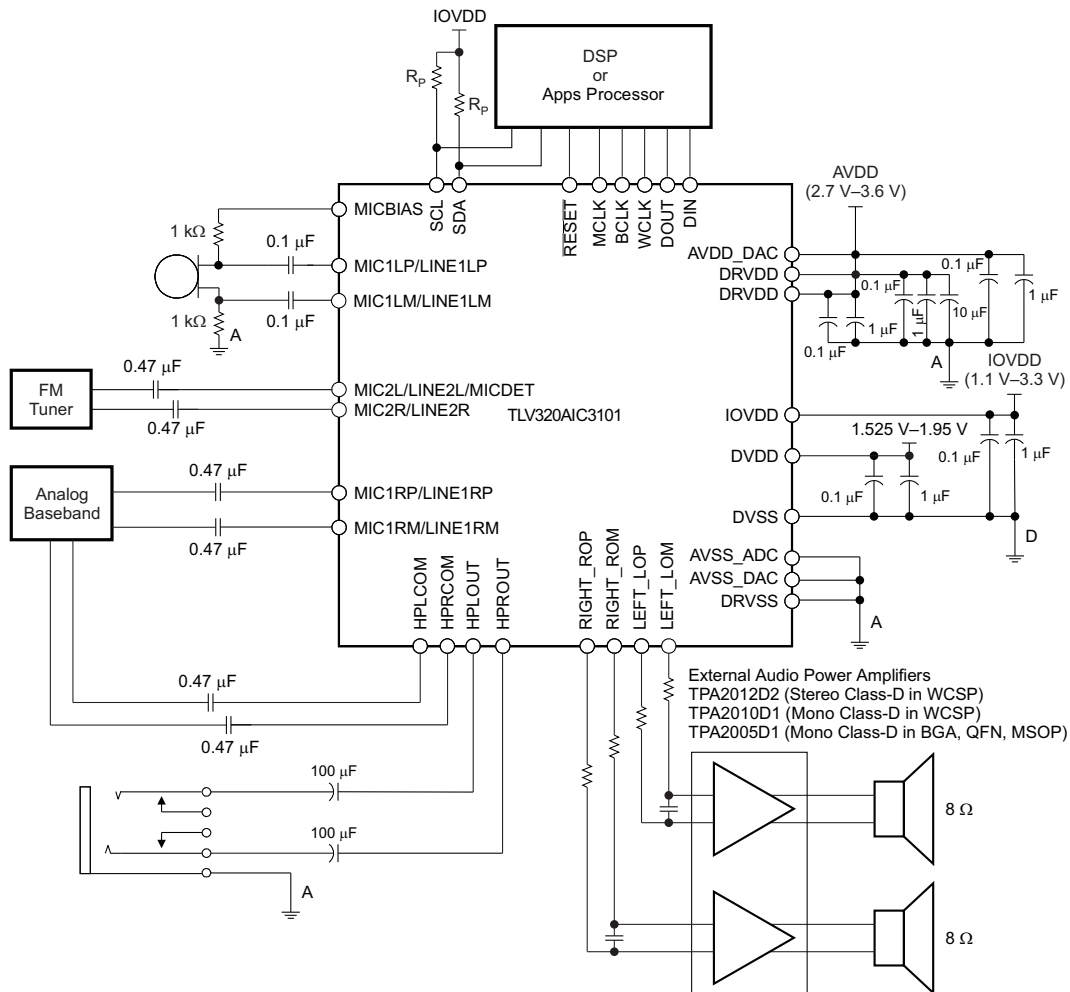 IOVDD
DSP
or
Apps Processor
RP
RP
SCL
SDA
RESET
MCLK
BCLK
WCLK
DOUT
DIN
AVDD
(2.7 V–3.6 V)
MICBIAS
1 kΩ
0.1 µF
MIC1LP/LINE1LP
MIC1LM/LINE1LM
1 kΩ
A
0.1 µF
AVDD_DAC
DRVDD
DRVDD
0.1 µF
0.1 µF
1 µF
1 µF
10 µF
1 µF
0.1 µF
A
FM
Tuner
0.47 µF
0.47 µF
MIC2L/LINE2L/MICDET
MIC2R/LINE2R
TLV320AIC3101
IOVDD
(1.1 V–3.3 V)
IOVDD
1.525 V–1.95 V
DVDD
0.1 µF
1 µF
0.1 µF
1 µF
DVSS
D
Analog
Baseband
0.47 µF
0.47 µF
MIC1RP/LINE1RP
MIC1RM/LINE1RM
AVSS_ADC
AVSS_DAC
DRVSS
A
HPLCOM
HPRCOM
HPLOUT
HPROUT
RIGHT_ROP
RIGHT_ROM
LEFT_LOP
LEFT_LOM
0.47 µF
0.47 µF
External Audio Power Amplifiers
TPA2012D2 (Stereo Class-D in WCSP)
TPA2010D1 (Mono Class-D in WCSP)
TPA2005D1 (Mono Class-D in BGA, QFN, MSOP)
100 µF
100 µF
A
8 Ω
8 Ω